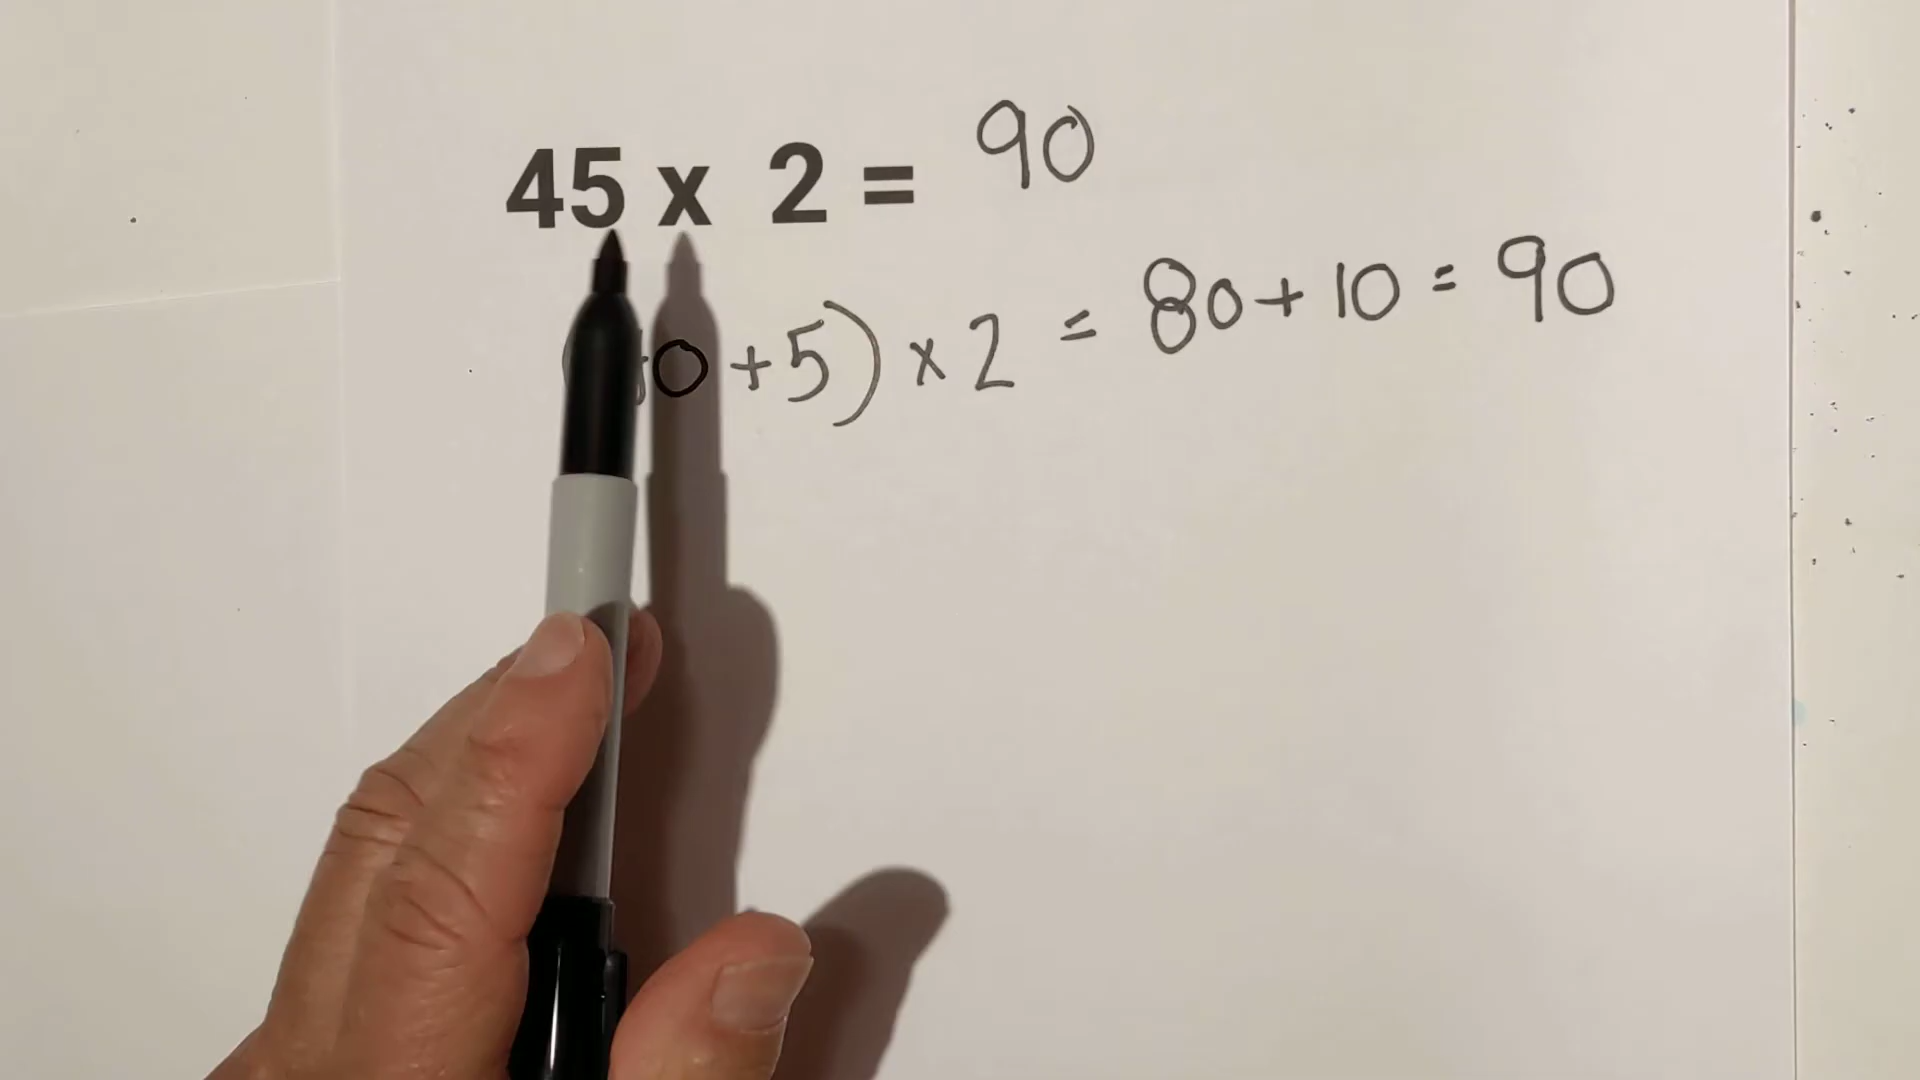 45 x 2 = 90
0 + 5) x 2 = 80 + 10 = 90